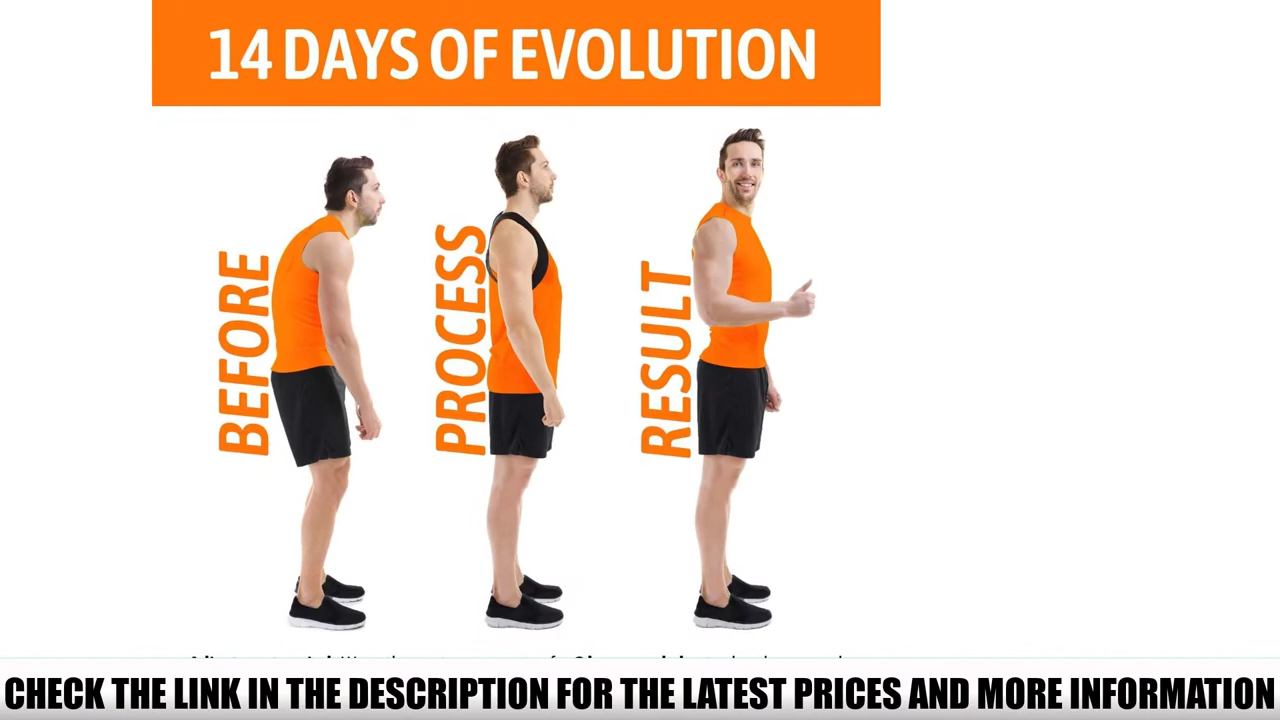 14 DAYS OF EVOLUTION
BEFORE
PROCESS
RESULT
CHECK THE LINK IN THE DESCRIPTION FOR THE LATEST PRICES AND MORE INFORMATION